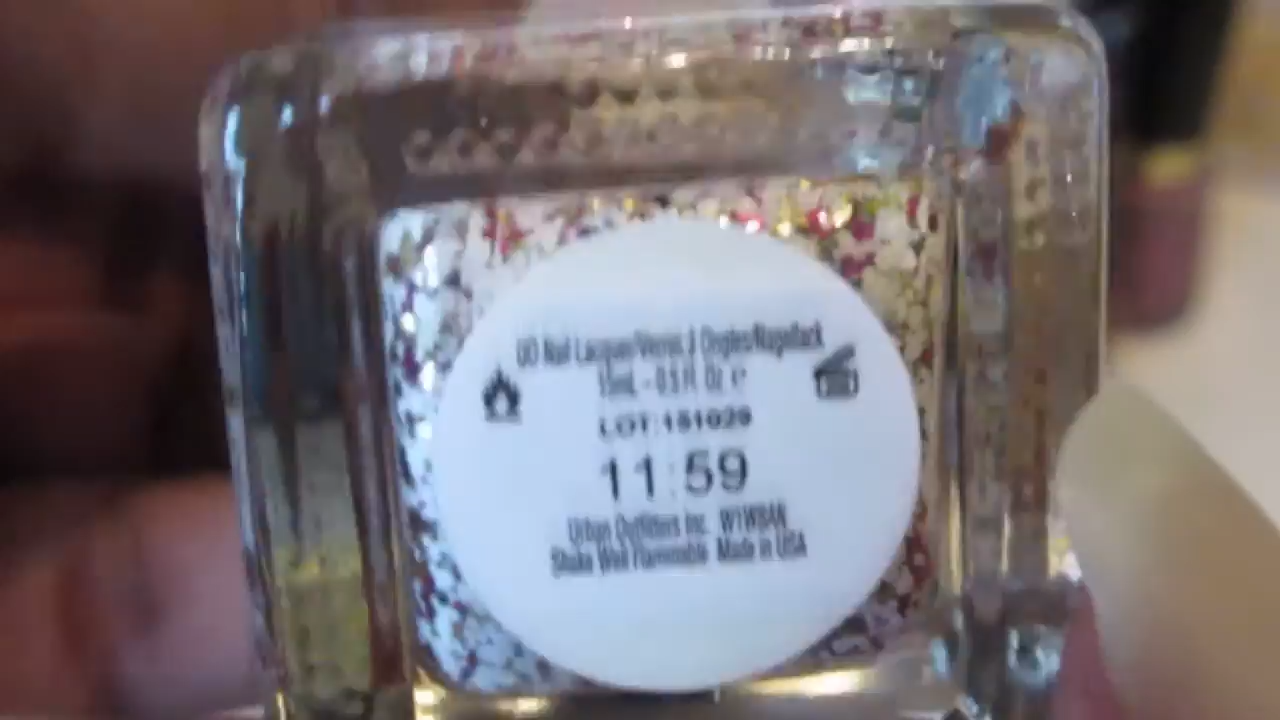 UO Nail Lacquer/Vernis à Ongles/Nagellack
15mL - 0.5 Fl. Oz e
LOT:151029
11:59
Urban Outfitters Inc. W1W8AN
Shake Well Flammable Made in USA